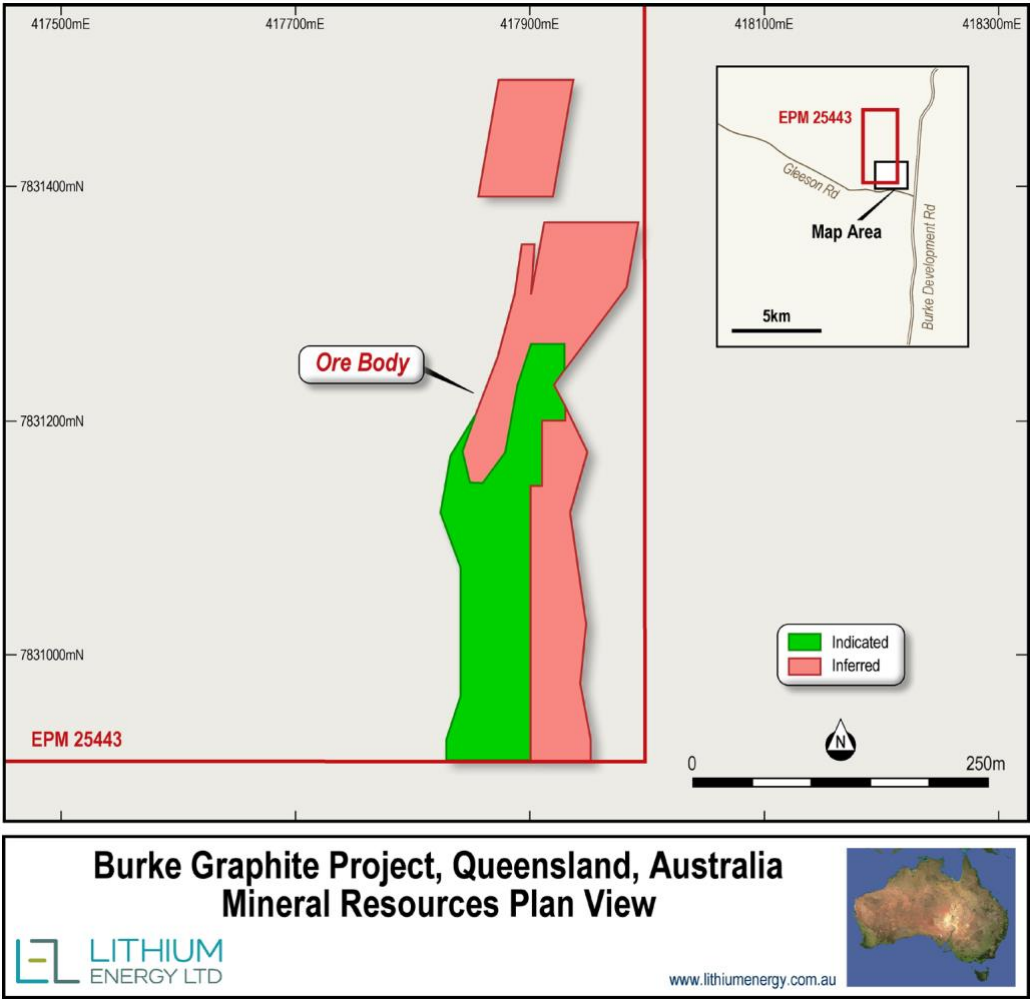 417500mE
417700mE
417900mE
418100mE
418300mE
7831400mN
7831200mN
7831000mN
EPM 25443
Gleeson Rd
Map Area
Burke Development Rd
5km
Ore Body
Indicated
Inferred
EPM 25443
N
0
250m
Burke Graphite Project, Queensland, Australia
Mineral Resources Plan View
LITHIUM
ENERGY LTD
www.lithiumenergy.com.au